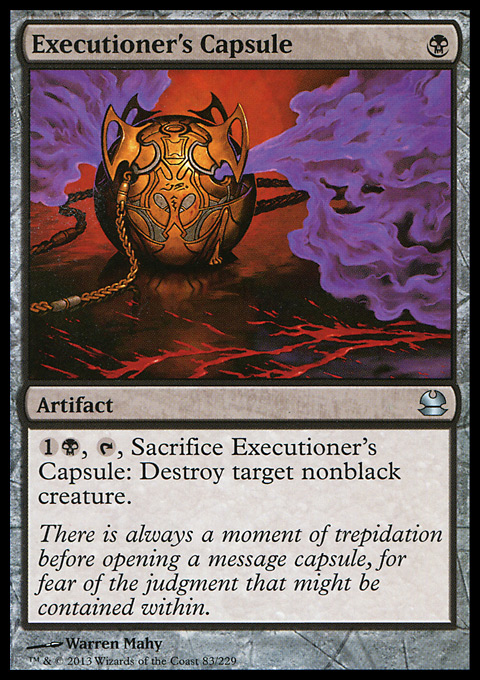 Executioner's Capsule
Artifact
1, , Sacrifice Executioner's
Capsule: Destroy target nonblack
creature.
There is always a moment of trepidation
before opening a message capsule, for
fear of the judgment that might be
contained within.
Warren Mahy
™ & © 2013 Wizards of the Coast 83/229